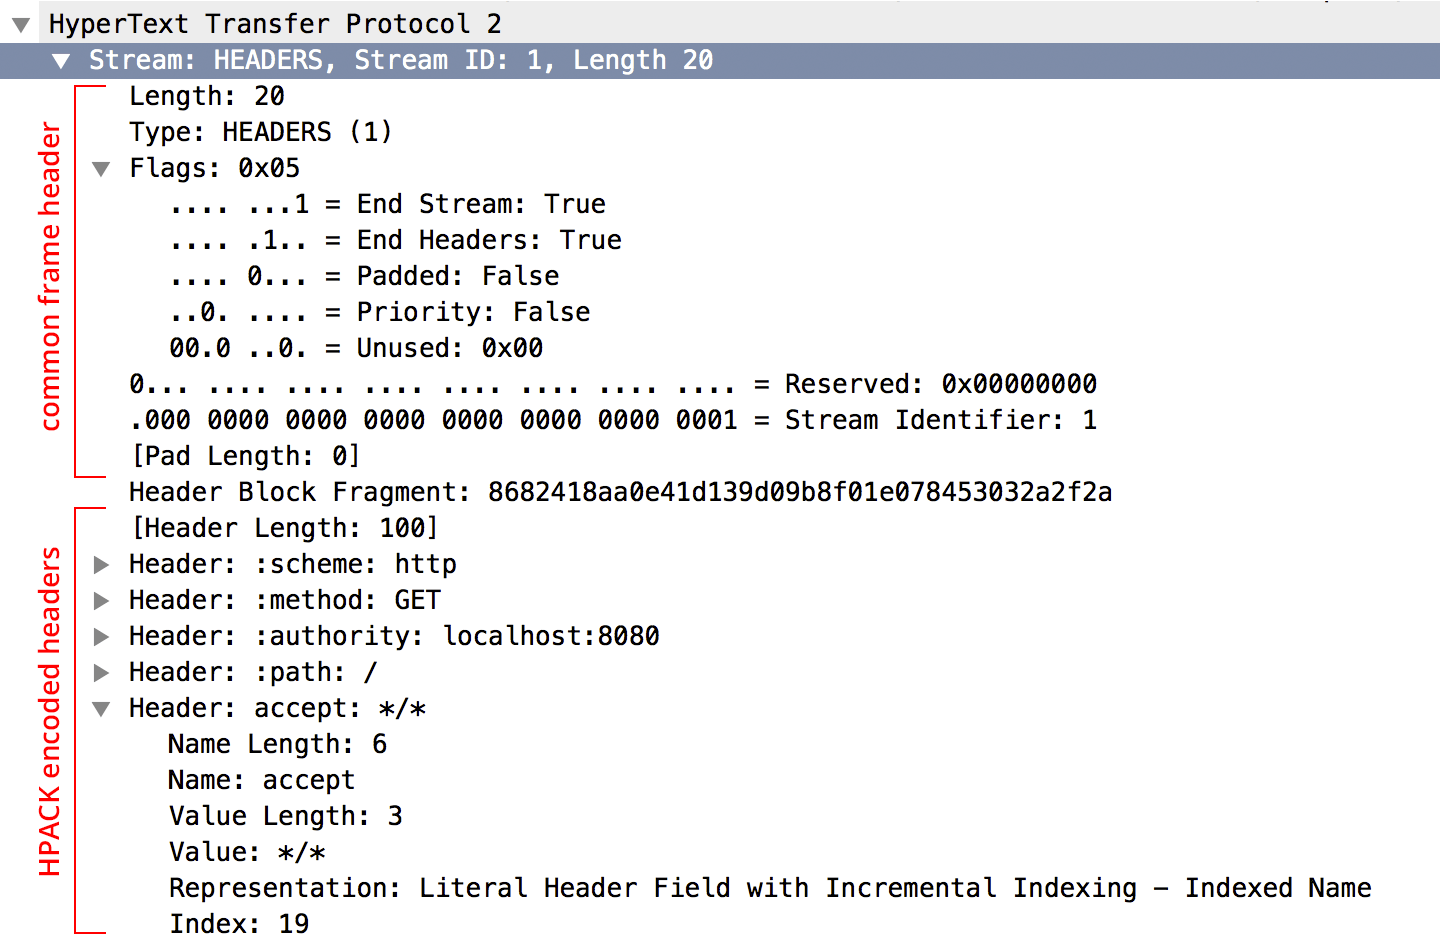 HyperText Transfer Protocol 2
Stream: HEADERS, Stream ID: 1, Length 20
common frame header
Length: 20
Type: HEADERS (1)
Flags: 0x05
.... ...1 = End Stream: True
.... .1.. = End Headers: True
.... 0... = Padded: False
..0. .... = Priority: False
00.0 ..0. = Unused: 0x00
0... .... .... .... .... .... .... .... = Reserved: 0x00000000
.000 0000 0000 0000 0000 0000 0000 0001 = Stream Identifier: 1
[Pad Length: 0]
Header Block Fragment: 8682418aa0e41d139d09b8f01e078453032a2f2a
HPACK encoded headers
[Header Length: 100]
Header: :scheme: http
Header: :method: GET
Header: :authority: localhost:8080
Header: :path: /
Header: accept: */*
Name Length: 6
Name: accept
Value Length: 3
Value: */*
Representation: Literal Header Field with Incremental Indexing – Indexed Name
Index: 19